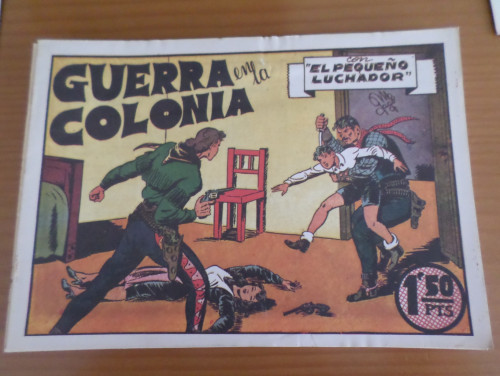 GUERRA en la
COLONIA
con
"EL PEQUEÑO
LUCHADOR"
1'50
PTS